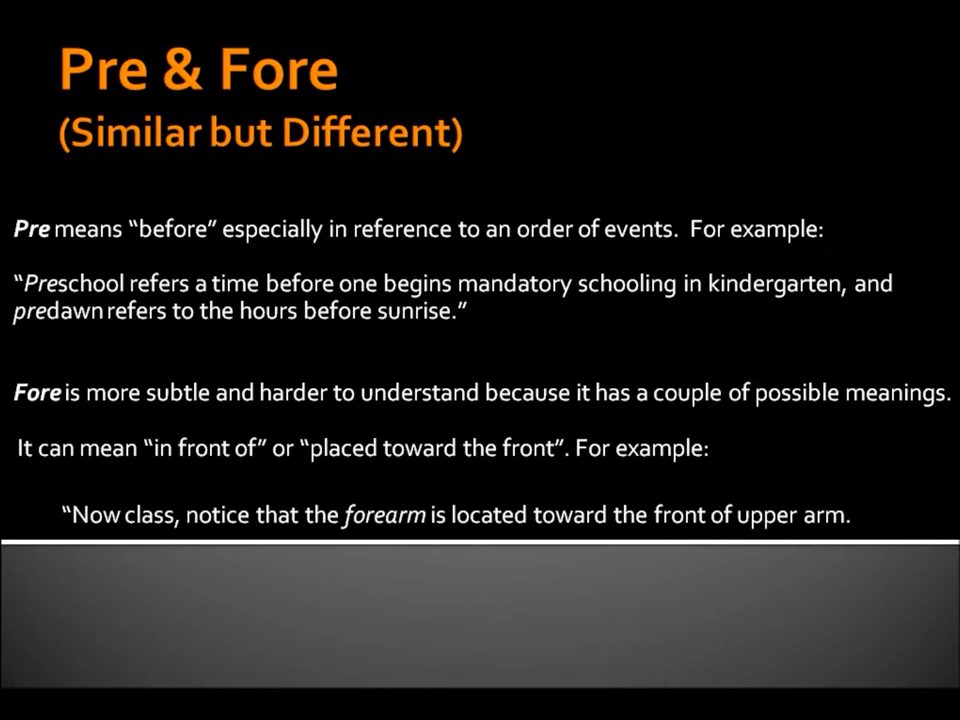 Pre & Fore
(Similar but Different)
Pre means “before” especially in reference to an order of events. For example:
“Preschool refers a time before one begins mandatory schooling in kindergarten, and
predawn refers to the hours before sunrise.”
Fore is more subtle and harder to understand because it has a couple of possible meanings.
It can mean “in front of” or “placed toward the front”. For example:
“Now class, notice that the forearm is located toward the front of upper arm.